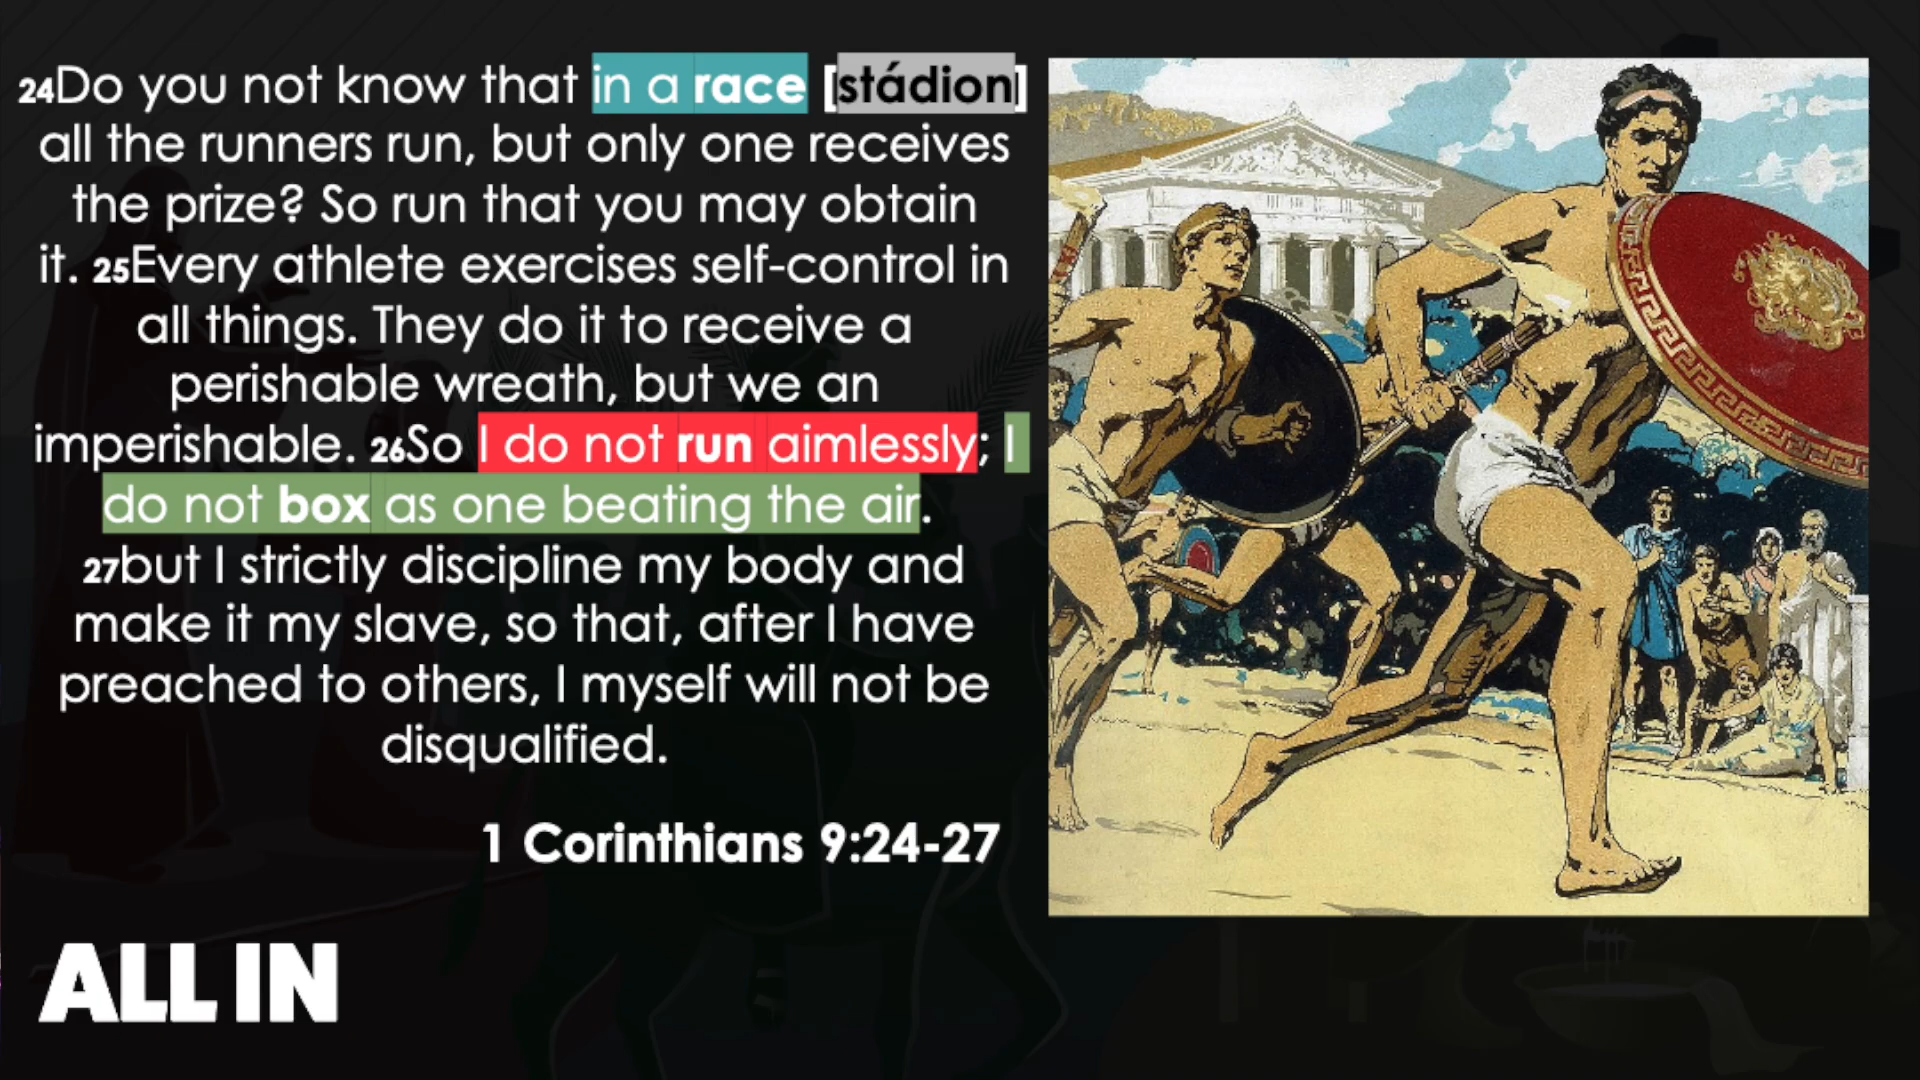 24Do you not know that in a race [stádion]
all the runners run, but only one receives
the prize? So run that you may obtain
it. 25Every athlete exercises self-control in
all things. They do it to receive a
perishable wreath, but we an
imperishable. 26So I do not run aimlessly; I
do not box as one beating the air.
27but I strictly discipline my body and
make it my slave, so that, after I have
preached to others, I myself will not be
disqualified.
1 Corinthians 9:24-27
ALL IN